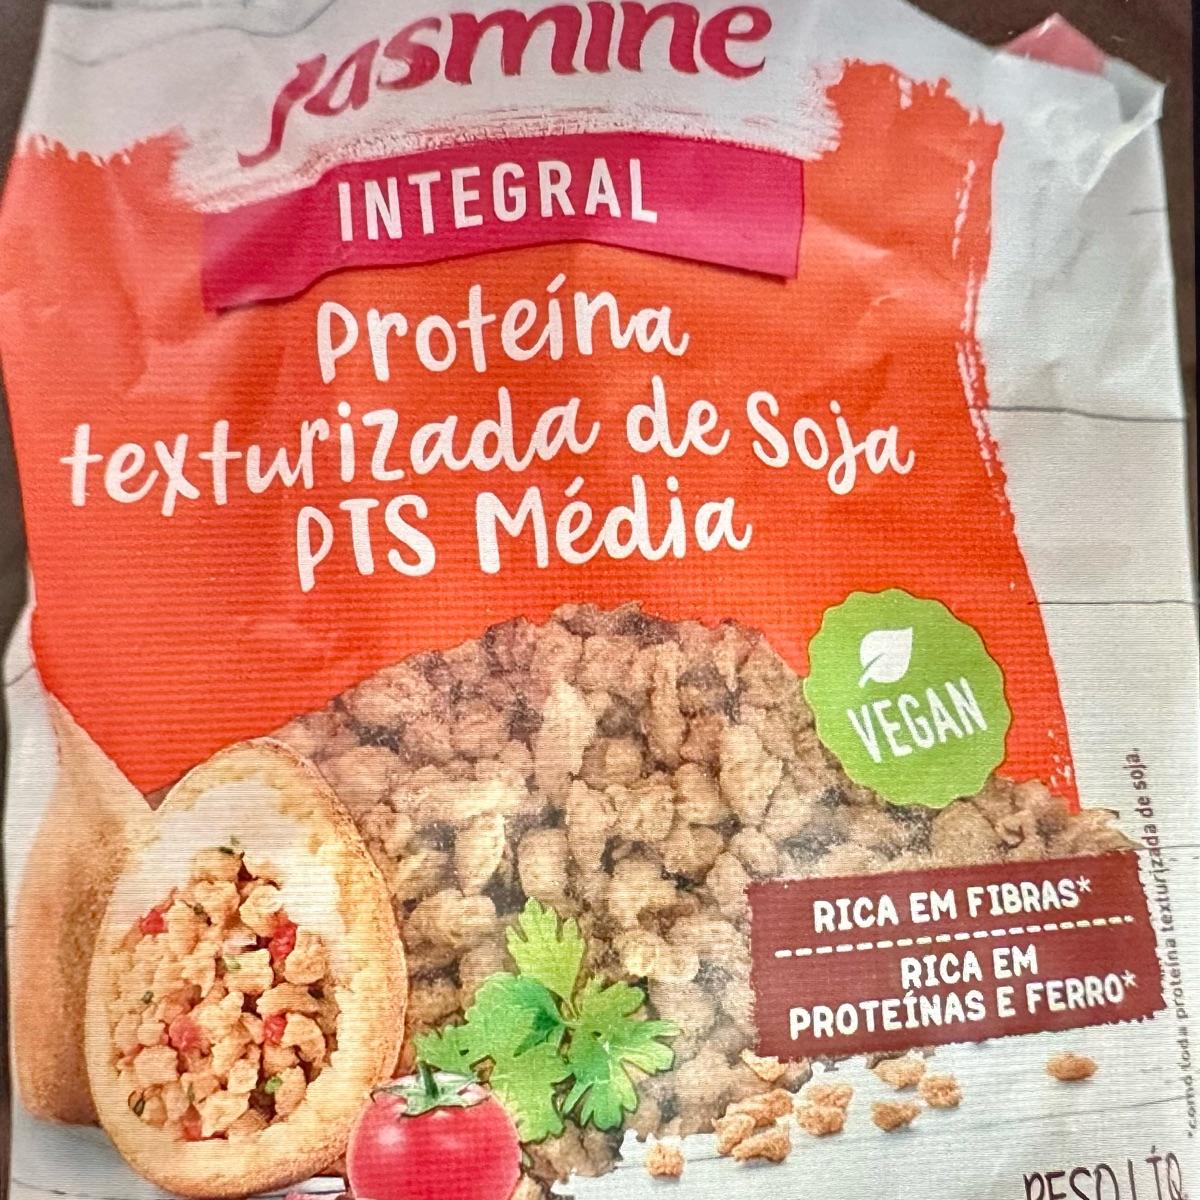 Jasmine
INTEGRAL
Proteína
texturizada de Soja
PTS Média
VEGAN
RICA EM FIBRAS*
RICA EM
PROTEÍNAS E FERRO*
*como toda proteína texturizada de soja.